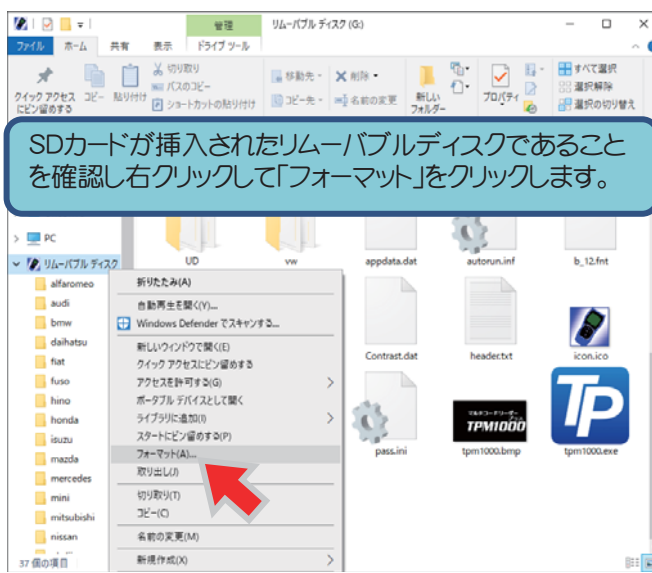 管理
リムーバブル ディスク (G:)
ファイル
ホーム
共有
表示
ドライブ ツール
クイック アクセス
にピン留めする
コピー
貼り付け
切り取り
パスのコピー
ショートカットの貼り付け
移動先
コピー先
削除
名前の変更
新しい
フォルダー
プロパティ
すべて選択
選択解除
選択の切り替え
SDカードが挿入されたリムーバブルディスクであること
を確認し右クリックして「フォーマット」をクリックします。
PC
リムーバブル ディスク
alfaromeo
audi
bmw
daihatsu
fiat
fuso
hino
honda
isuzu
mazda
mercedes
mini
mitsubishi
nissan
37 個の項目
折りたたみ(A)
自動再生を開く(Y)...
Windows Defender でスキャンする...
新しいウィンドウで開く(E)
クイック アクセスにピン留めする
アクセスを許可する(G)
ポータブル デバイスとして開く
ライブラリに追加(I)
スタートにピン留めする(P)
フォーマット(A)...
取り出し(J)
切り取り(T)
コピー(C)
名前の変更(M)
新規作成(X)
UD
vw
appdata.dat
autorun.inf
b_12.fnt
Contrast.dat
header.txt
icon.ico
pass.ini
マルチコードリーダー
プラス
TPM1000
tpm1000.bmp
TP
tpm1000.exe